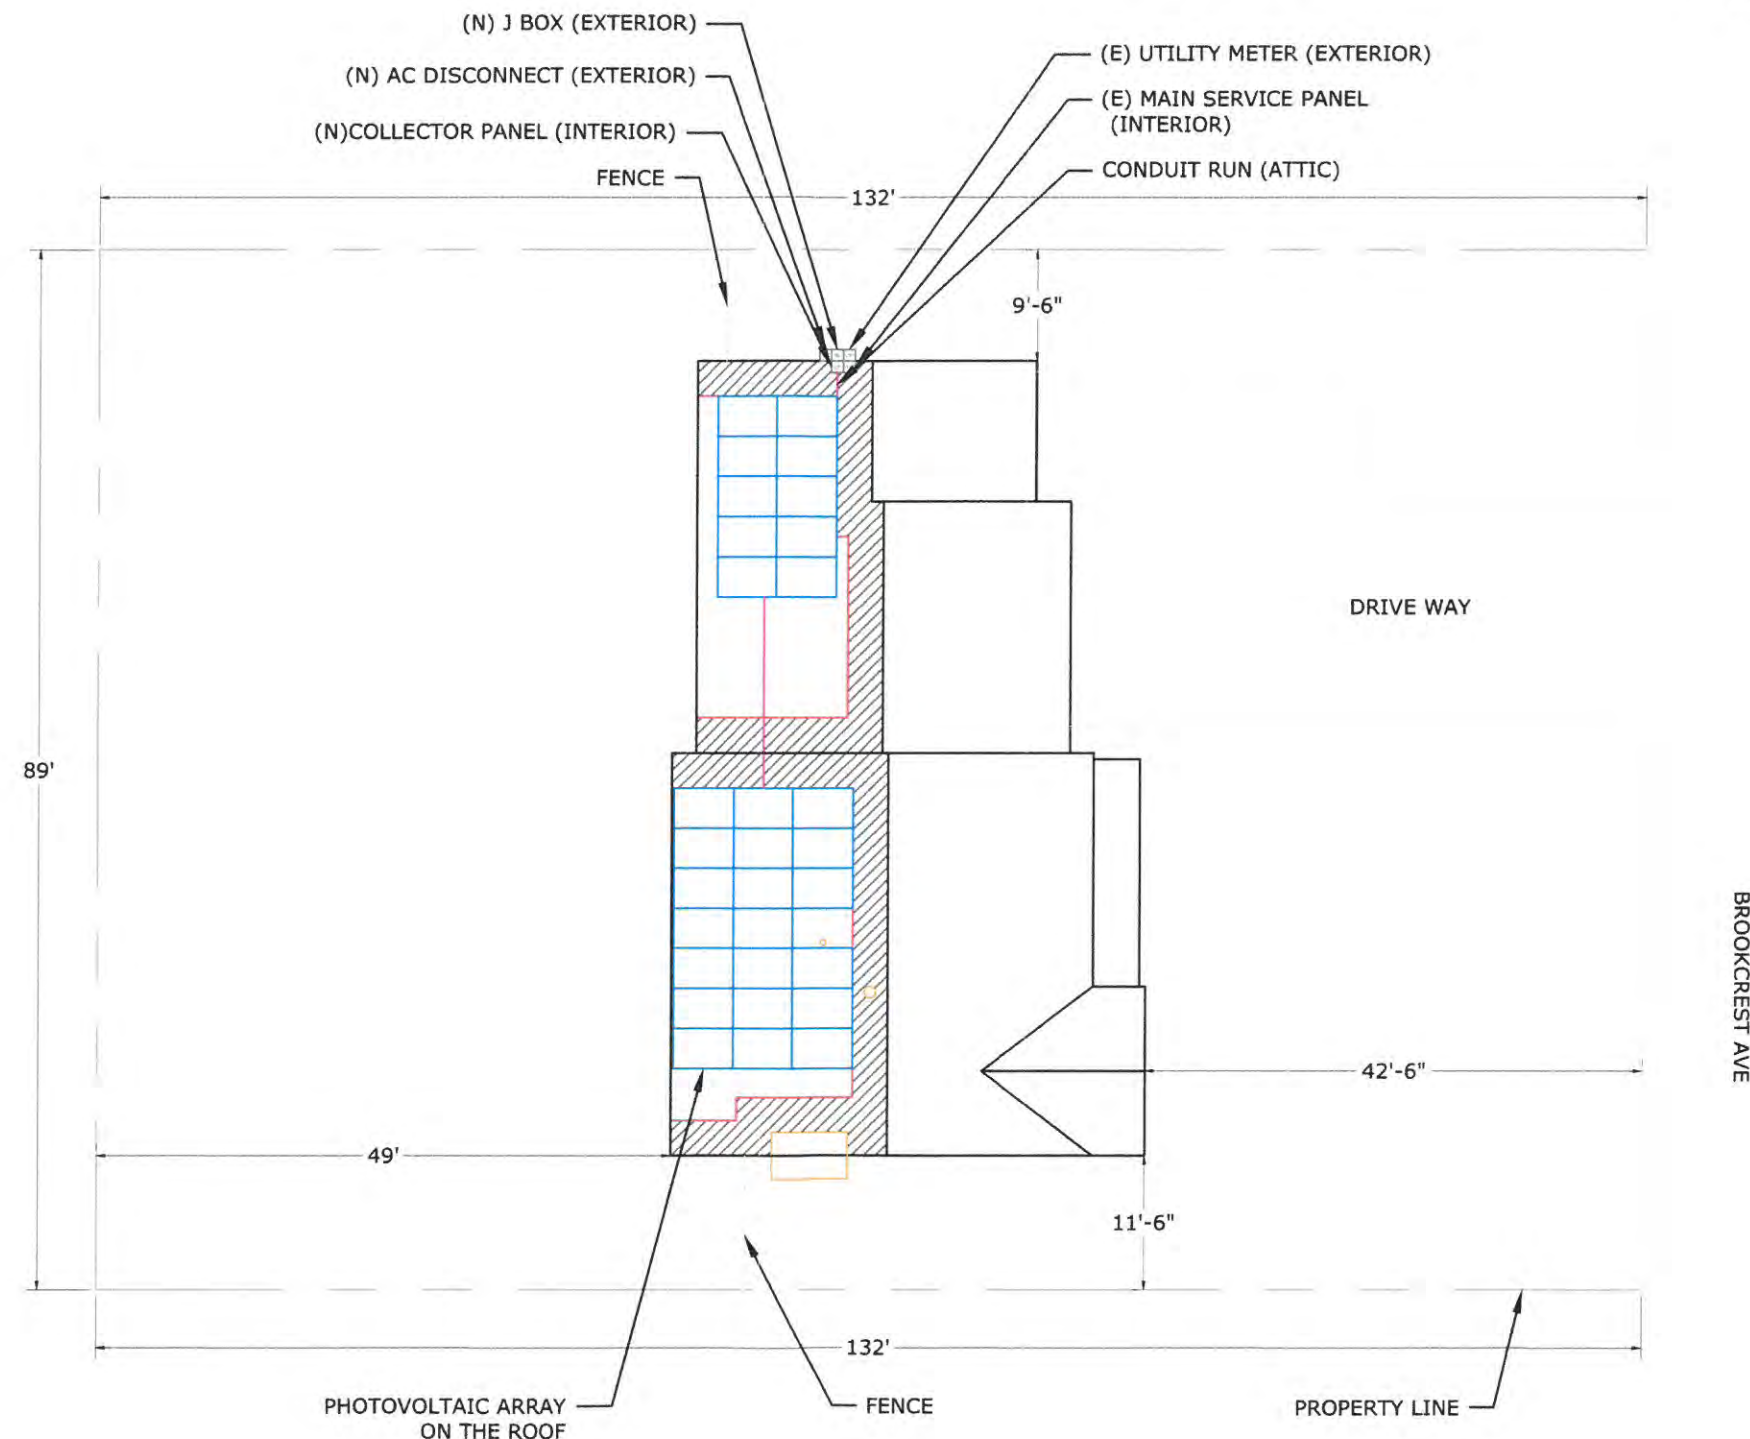 (N) J BOX (EXTERIOR)
(E) UTILITY METER (EXTERIOR)
(N) AC DISCONNECT (EXTERIOR)
(E) MAIN SERVICE PANEL
(INTERIOR)
(N)COLLECTOR PANEL (INTERIOR)
CONDUIT RUN (ATTIC)
FENCE
132'
9'-6"
DRIVE WAY
89'
BROOKCREST AVE
42'-6"
49'
11'-6"
132'
PHOTOVOLTAIC ARRAY
ON THE ROOF
FENCE
PROPERTY LINE